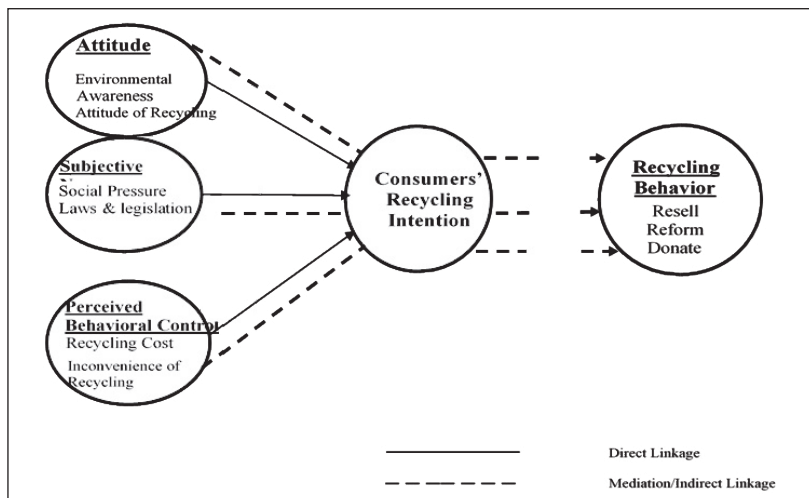 Attitude
Environmental
Awareness
Attitude of Recycling
Subjective
Social Pressure
Laws & legislation
Perceived
Behavioral Control
Recycling Cost
Inconvenience of
Recycling
Consumers'
Recycling
Intention
Recycling
Behavior
Resell
Reform
Donate
Direct Linkage
Mediation/Indirect Linkage